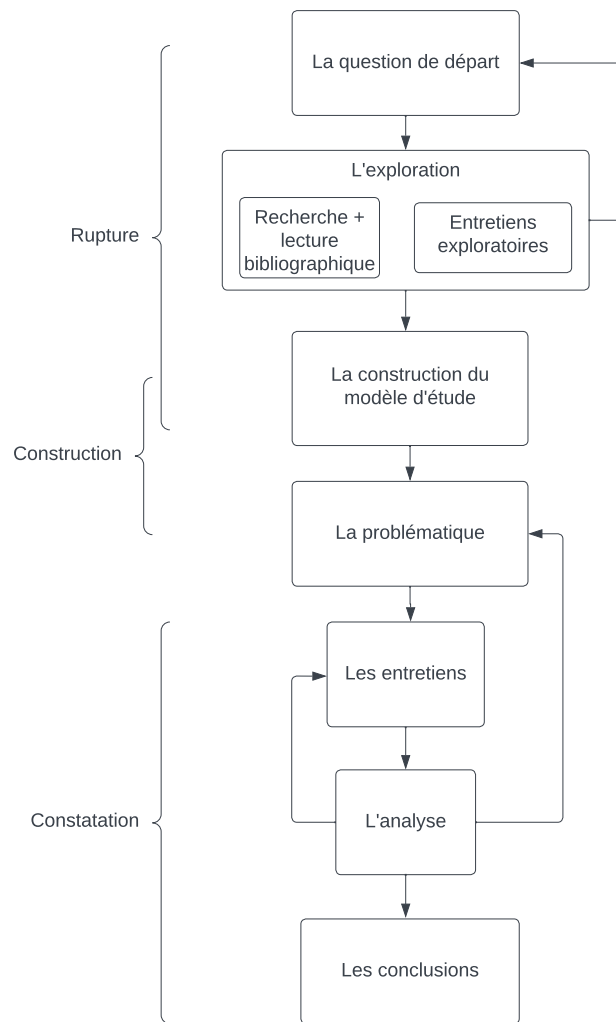 La question de départ
L'exploration
Recherche +
lecture
bibliographique
Entretiens
exploratoires
Rupture
La construction du
modèle d'étude
Construction
La problématique
Les entretiens
Constatation
L'analyse
Les conclusions